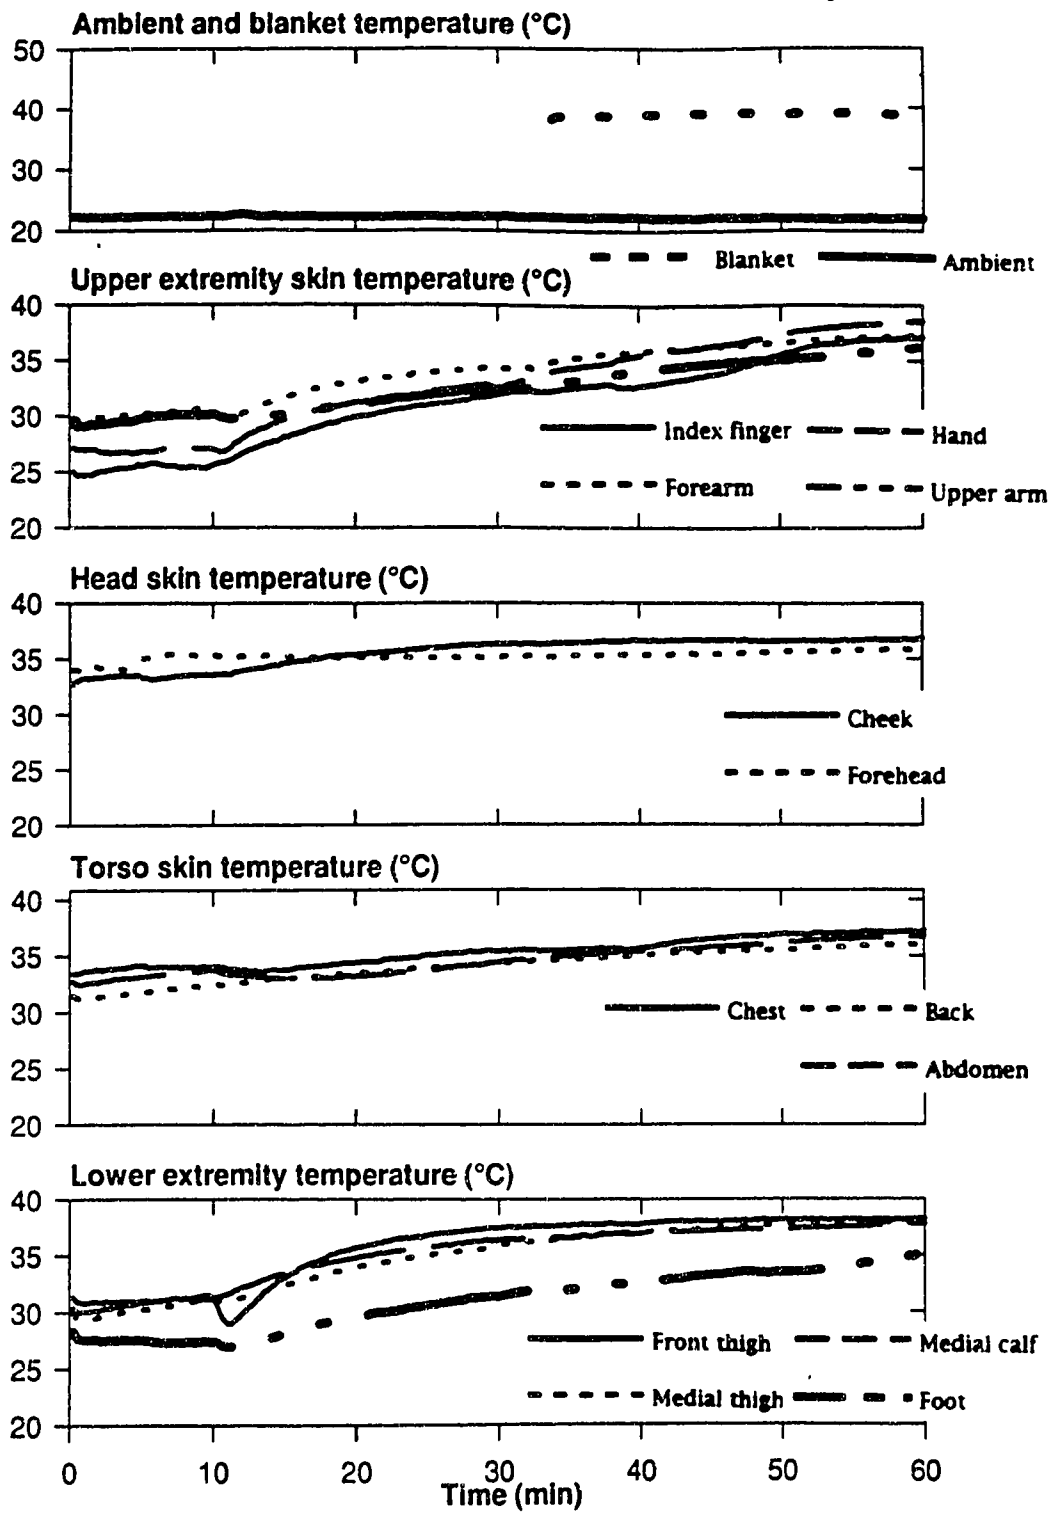 Ambient and blanket temperature (°C)
50
40
30
20
Blanket Ambient
Upper extremity skin temperature (°C)
40
35
30
25
20
Index finger Hand
Forearm Upper arm
Head skin temperature (°C)
40
35
30
25
20
Cheek
Forehead
Torso skin temperature (°C)
40
35
30
25
20
Chest Back
Abdomen
Lower extremity temperature (°C)
40
35
30
25
20
Front thigh Medial calf
Medial thigh Foot
0 10 20 30 40 50 60
Time (min)